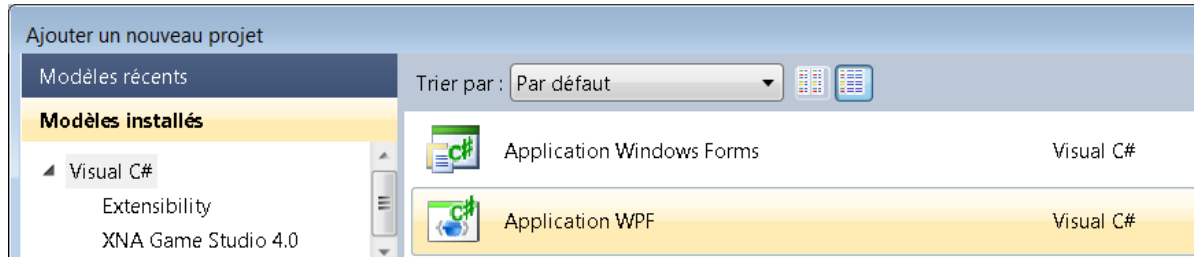 Ajouter un nouveau projet
Modèles récents
Trier par : Par défaut
Modèles installés
Visual C#
Extensibility
XNA Game Studio 4.0
C# Application Windows Forms Visual C#
C# Application WPF Visual C#